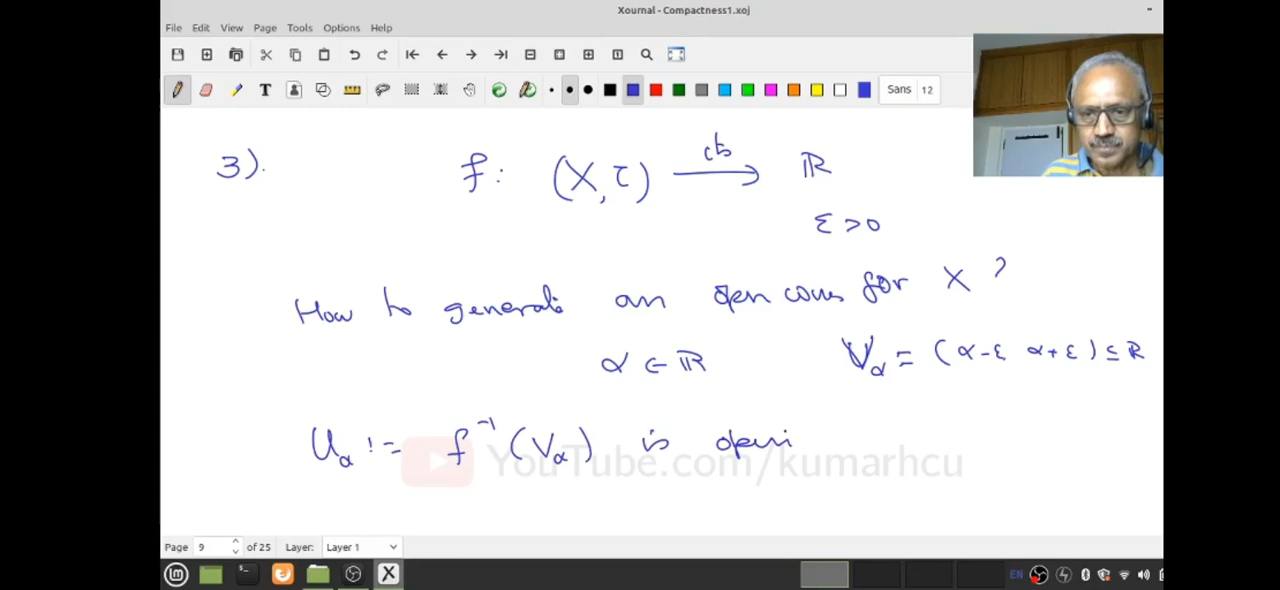 Xournal - Compactness1.xoj
File Edit View Page Tools Options Help
Sans 12
3).
f: (X, τ) cts → ℝ
ε > 0
How to generate an open cover for X ?
α ∈ ℝ V_α = (α-ε α+ε) ⊆ ℝ
U_α := f⁻¹(V_α) is open
YouTube.com/kumarhcu
Page 9 of 25 Layer: Layer 1
EN